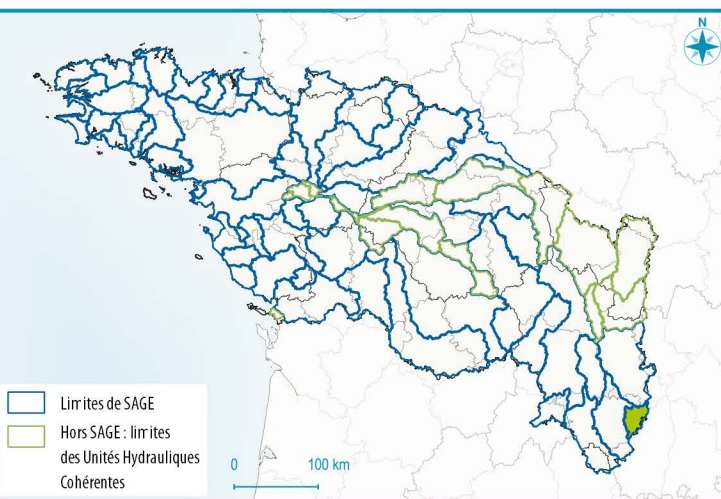 N
Limites de SAGE
Hors SAGE : limites
des Unités Hydrauliques
Cohérentes
0 100 km